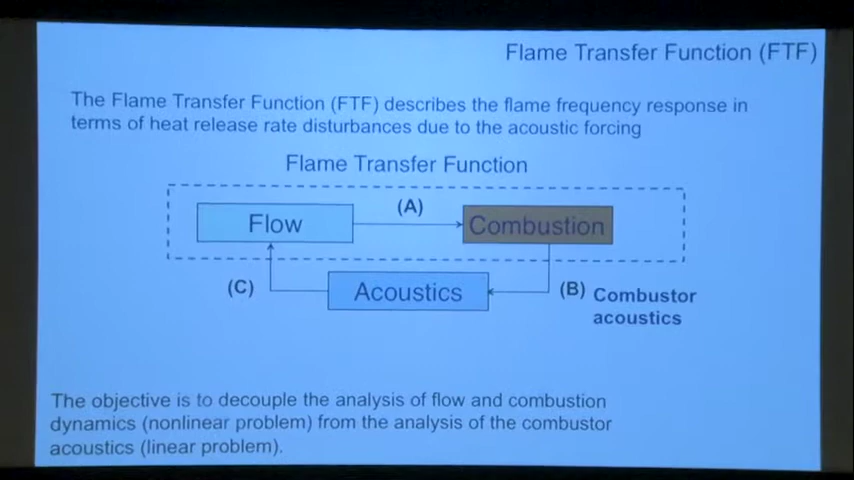 Flame Transfer Function (FTF)
The Flame Transfer Function (FTF) describes the flame frequency response in
terms of heat release rate disturbances due to the acoustic forcing
Flame Transfer Function
(A)
Flow
Combustion
(C)
Acoustics
(B) Combustor
acoustics
The objective is to decouple the analysis of flow and combustion
dynamics (nonlinear problem) from the analysis of the combustor
acoustics (linear problem).